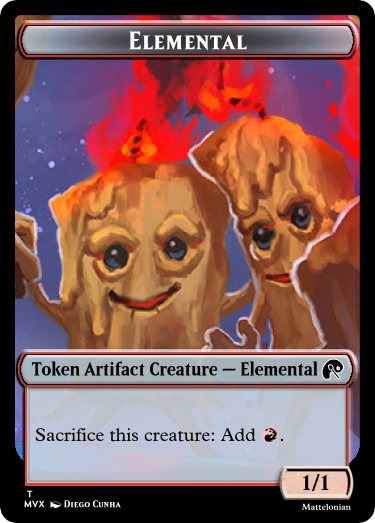 Elemental
Token Artifact Creature — Elemental
Sacrifice this creature: Add R.
1/1
T
MVX Diego Cunha
Mattelonian